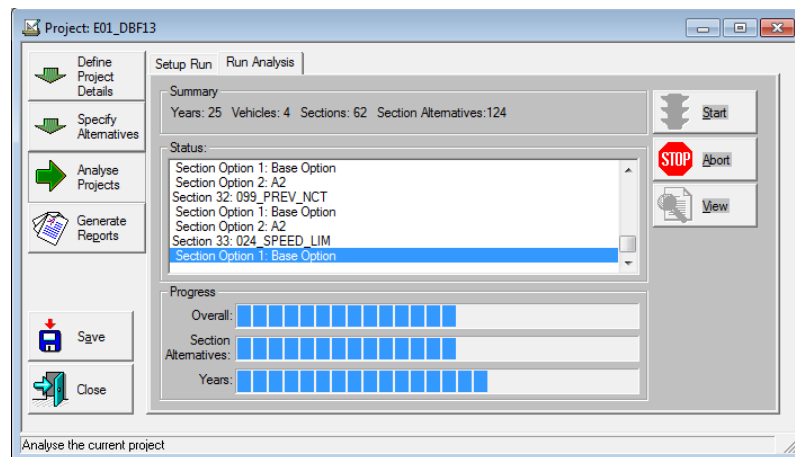 Project: E01_DBF13
Define
Project
Details
Specify
Alternatives
Analyse
Projects
Generate
Reports
Save
Close
Setup Run Run Analysis
Summary
Years: 25 Vehicles: 4 Sections: 62 Section Alternatives:124
Status:
Section Option 1: Base Option
Section Option 2: A2
Section 32: 099_PREV_NCT
Section Option 1: Base Option
Section Option 2: A2
Section 33: 024_SPEED_LIM
Section Option 1: Base Option
Progress
Overall:
Section
Alternatives:
Years:
Start
STOP Abort
View
Analyse the current project